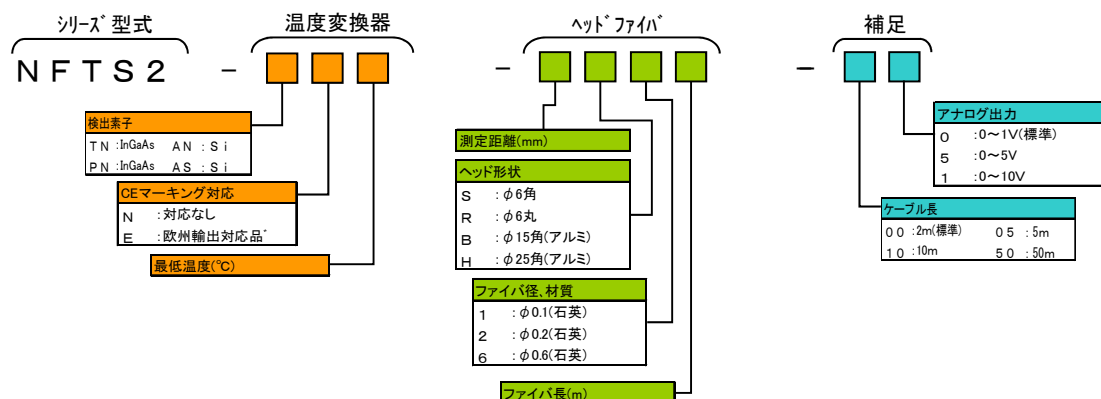 ｼﾘｰｽﾞ型式 温度変換器 ﾍｯﾄﾞﾌｧｲﾊﾞ 補足
ＮＦＴＳ２ － － －
検出素子
ＴＮ :InGaAs ＡＮ :Ｓｉ
ＰＮ :InGaAs ＡＳ :Ｓｉ
CEマーキング対応
Ｎ :対応なし
Ｅ :欧州輸出対応品*
最低温度(℃)
測定距離(mm)
ヘッド形状
Ｓ :φ6角
Ｒ :φ6丸
Ｂ :φ15角(アルミ)
Ｈ :φ25角(アルミ)
ファイバ径、材質
1 :φ0.1(石英)
2 :φ0.2(石英)
6 :φ0.6(石英)
ファイバ長(m)
アナログ出力
０ :0～1V(標準)
５ :0～5V
１ :0～10V
ケーブル長
００ :2m(標準) ０５ :5m
１０ :10m ５０ :50m